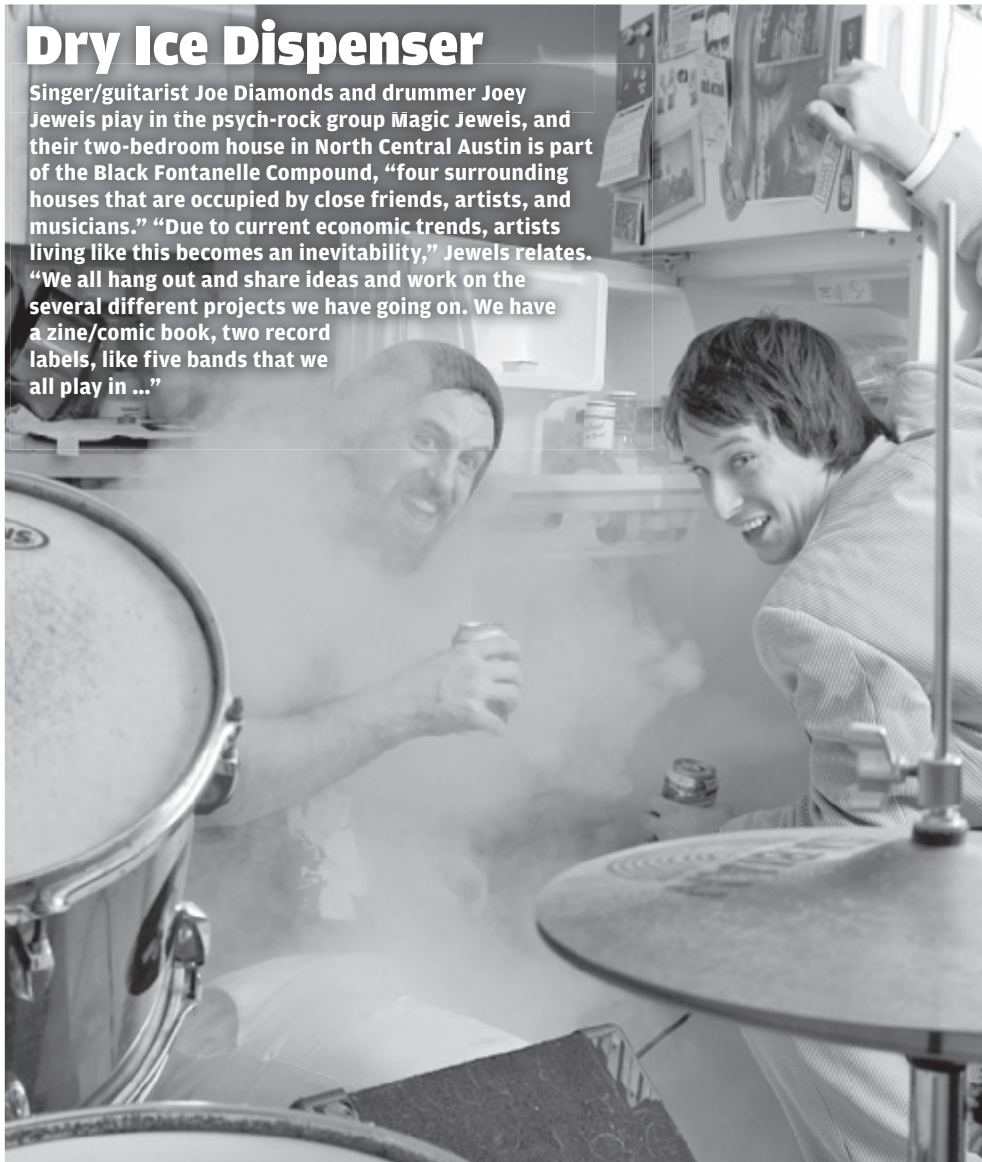 Dry Ice Dispenser
Singer/guitarist Joe Diamonds and drummer Joey
Jewels play in the psych-rock group Magic Jewels, and
their two-bedroom house in North Central Austin is part
of the Black Fontanelle Compound, “four surrounding
houses that are occupied by close friends, artists, and
musicians.” “Due to current economic trends, artists
living like this becomes an inevitability,” Jewels relates.
“We all hang out and share ideas and work on the
several different projects we have going on. We have
a zine/comic book, two record
labels, like five bands that we
all play in ...”